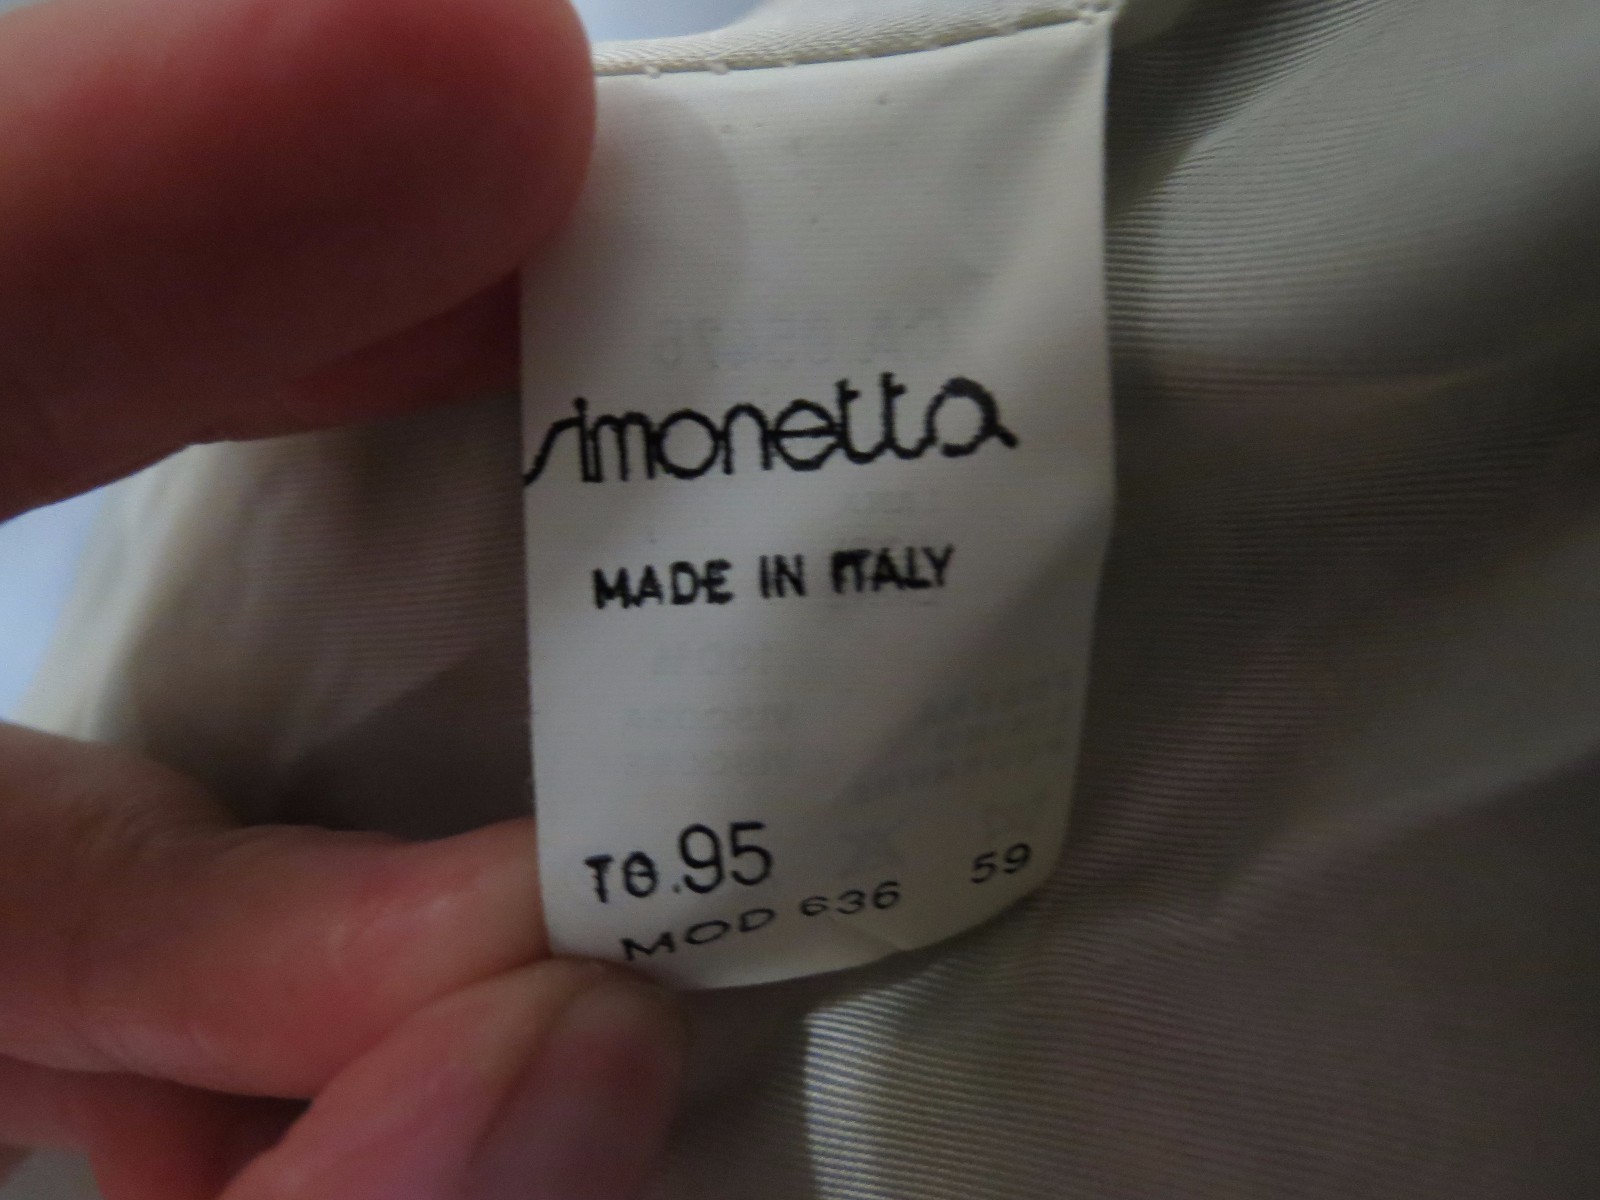 simonetta
MADE IN ITALY
TG.95
MOD 636 59